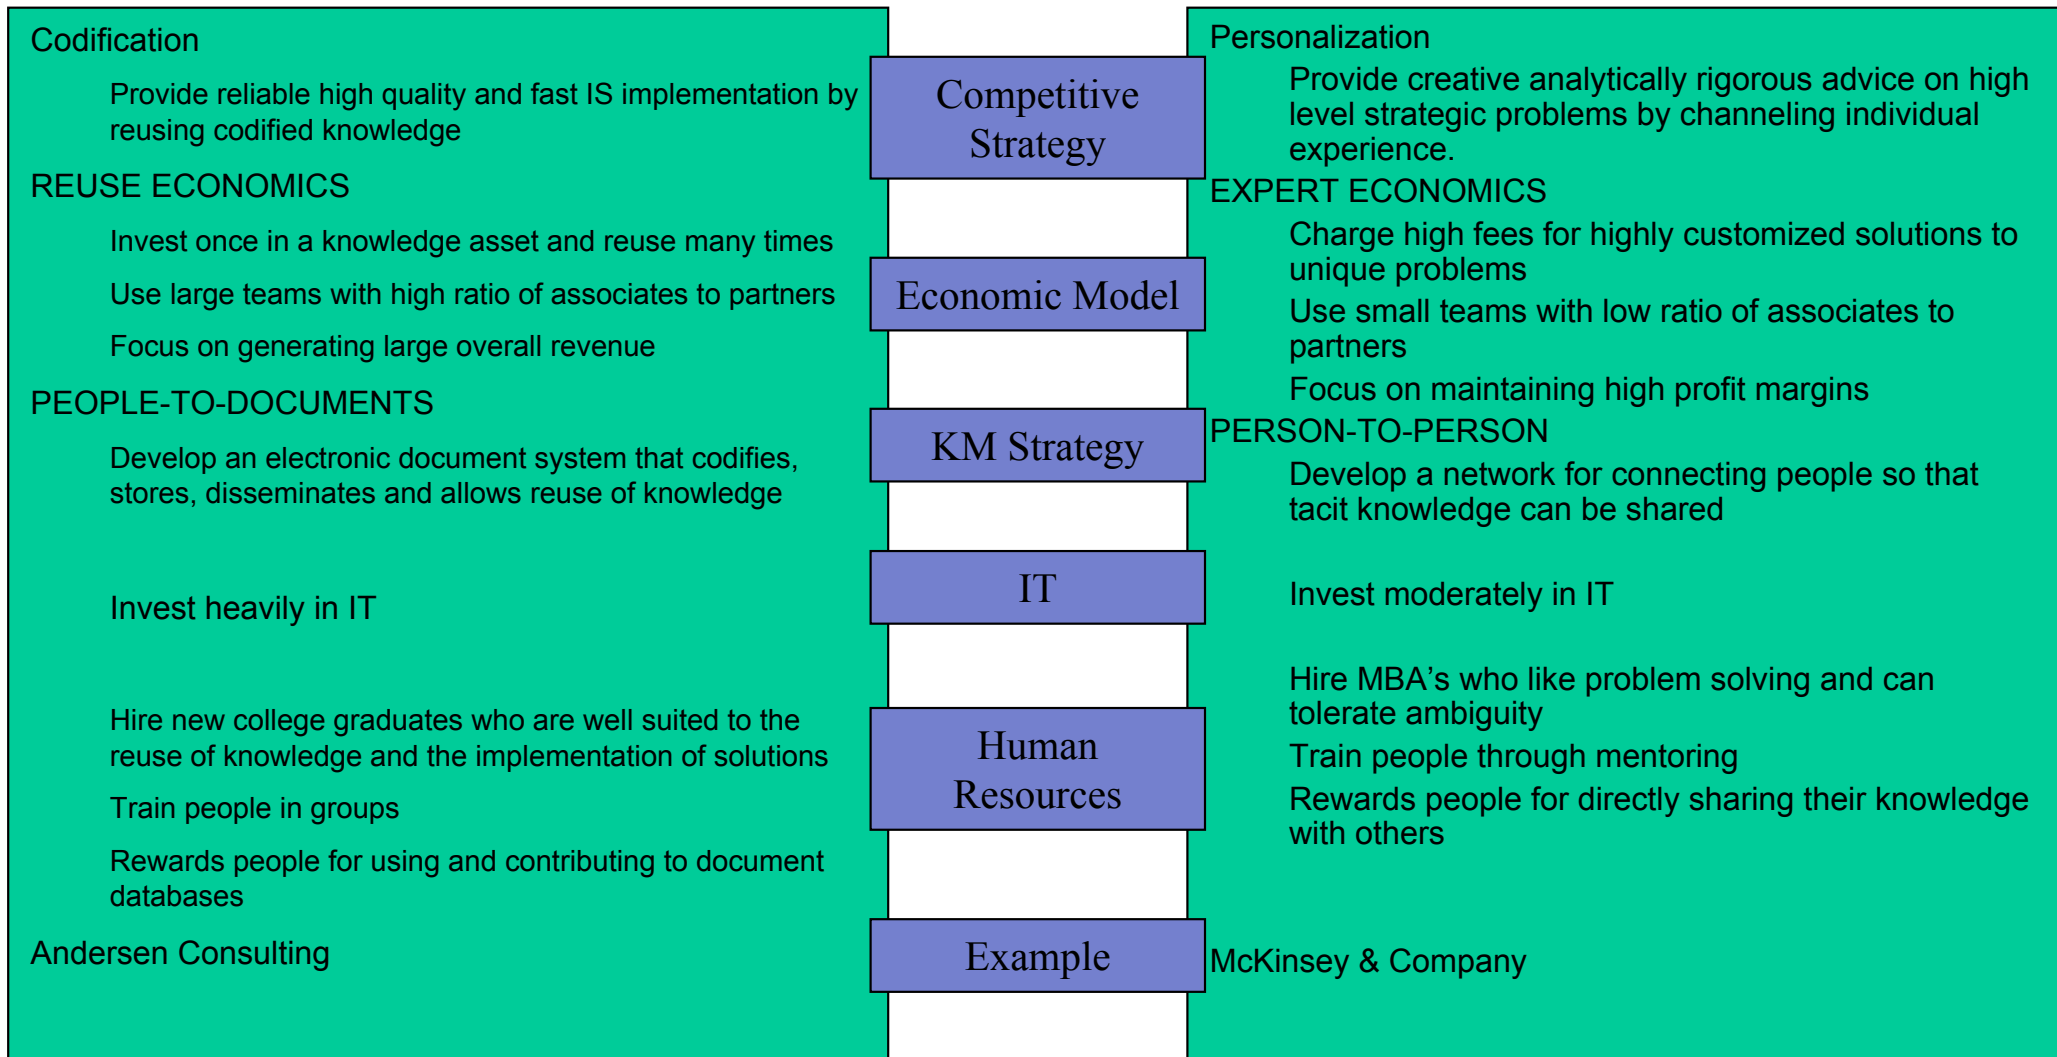 Codification
Provide reliable high quality and fast IS implementation by
reusing codified knowledge
REUSE ECONOMICS
Invest once in a knowledge asset and reuse many times
Use large teams with high ratio of associates to partners
Focus on generating large overall revenue
PEOPLE-TO-DOCUMENTS
Develop an electronic document system that codifies,
stores, disseminates and allows reuse of knowledge
Invest heavily in IT
Hire new college graduates who are well suited to the
reuse of knowledge and the implementation of solutions
Train people in groups
Rewards people for using and contributing to document
databases
Andersen Consulting
Competitive
Strategy
Economic Model
KM Strategy
IT
Human
Resources
Example
Personalization
Provide creative analytically rigorous advice on high
level strategic problems by channeling individual
experience.
EXPERT ECONOMICS
Charge high fees for highly customized solutions to
unique problems
Use small teams with low ratio of associates to
partners
Focus on maintaining high profit margins
PERSON-TO-PERSON
Develop a network for connecting people so that
tacit knowledge can be shared
Invest moderately in IT
Hire MBA’s who like problem solving and can
tolerate ambiguity
Train people through mentoring
Rewards people for directly sharing their knowledge
with others
McKinsey & Company